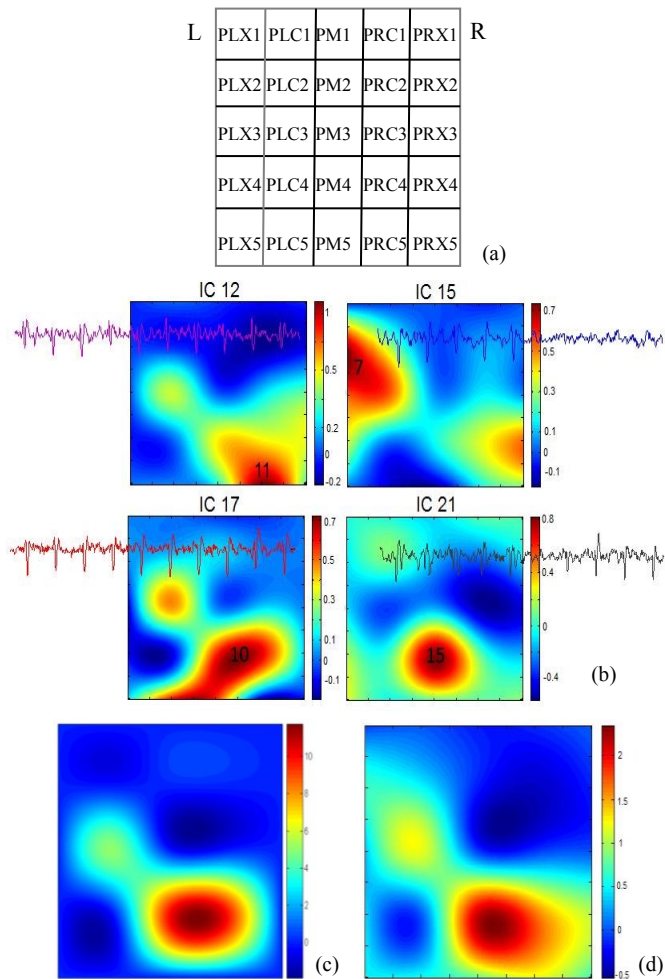 L PLX1 PLC1 PM1 PRC1 PRX1 R
PLX2 PLC2 PM2 PRC2 PRX2
PLX3 PLC3 PM3 PRC3 PRX3
PLX4 PLC4 PM4 PRC4 PRX4
PLX5 PLC5 PM5 PRC5 PRX5
(a)
IC 12
1
0.5
0.2
0
-0.2
11
IC 15
0.7
0.5
0.3
0.1
0
-0.1
7
IC 17
0.7
0.5
0.3
0.1
0
-0.1
10
IC 21
0.8
0.4
0
-0.4
15
(b)
10
8
6
4
2
0
(c)
2
1.5
1
0.5
0
-0.5
(d)